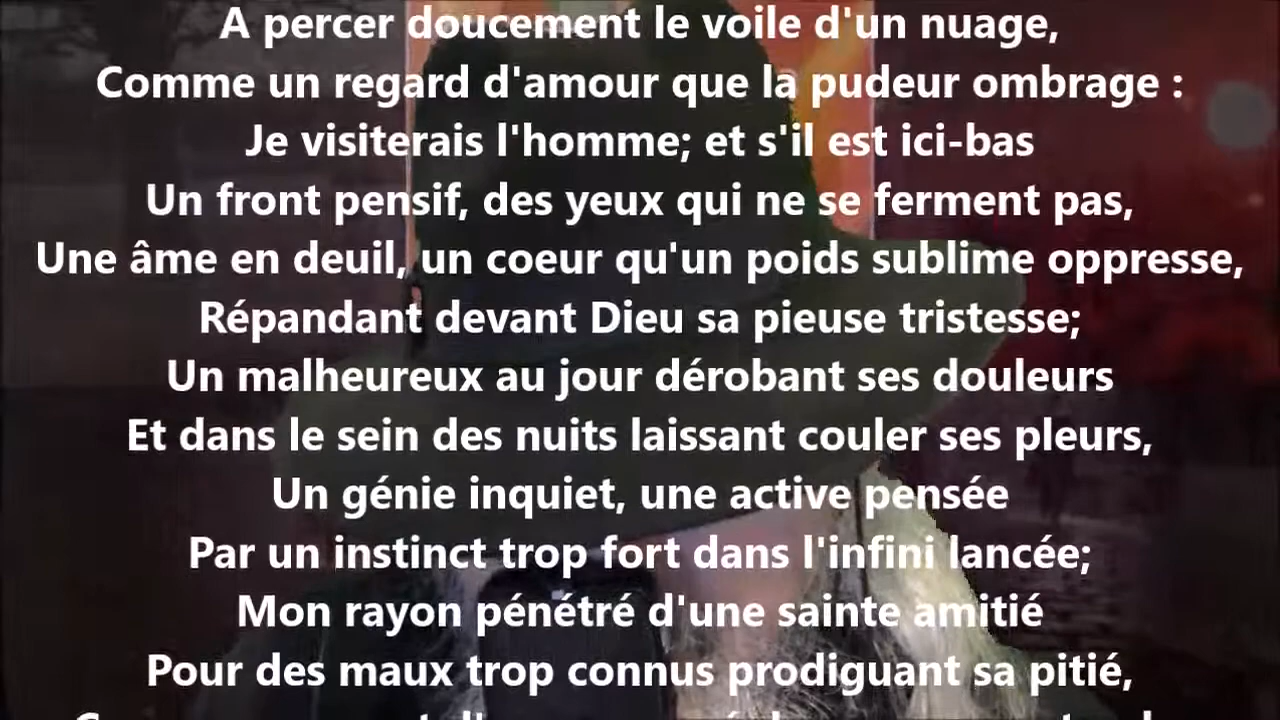 A percer doucement le voile d'un nuage,
Comme un regard d'amour que la pudeur ombrage :
Je visiterais l'homme; et s'il est ici-bas
Un front pensif, des yeux qui ne se ferment pas,
Une âme en deuil, un coeur qu'un poids sublime oppresse,
Répandant devant Dieu sa pieuse tristesse;
Un malheureux au jour dérobant ses douleurs
Et dans le sein des nuits laissant couler ses pleurs,
Un génie inquiet, une active pensée
Par un instinct trop fort dans l'infini lancée;
Mon rayon pénétré d'une sainte amitié
Pour des maux trop connus prodiguant sa pitié,